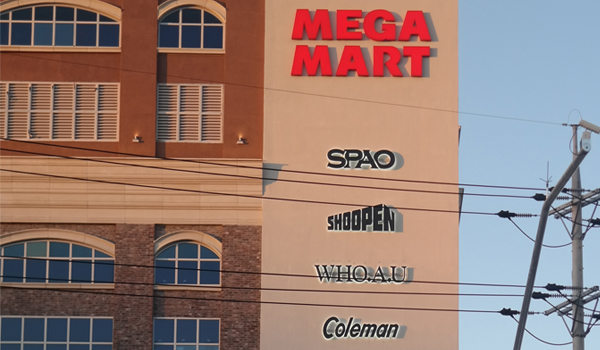 MEGA
MART
SPAO
SHOOPEN
WHO.A.U
Coleman